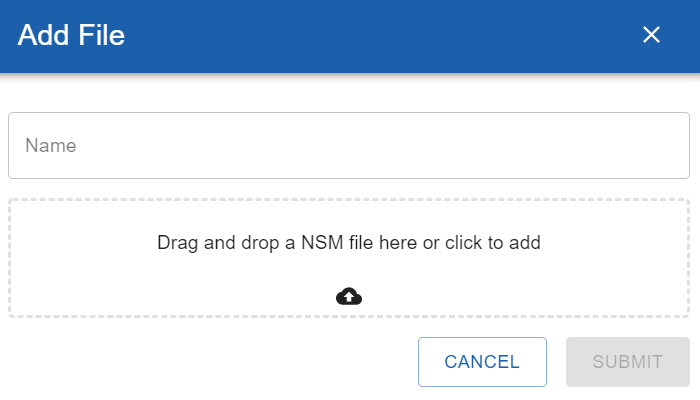 Add File
Name
Drag and drop a NSM file here or click to add
CANCEL
SUBMIT